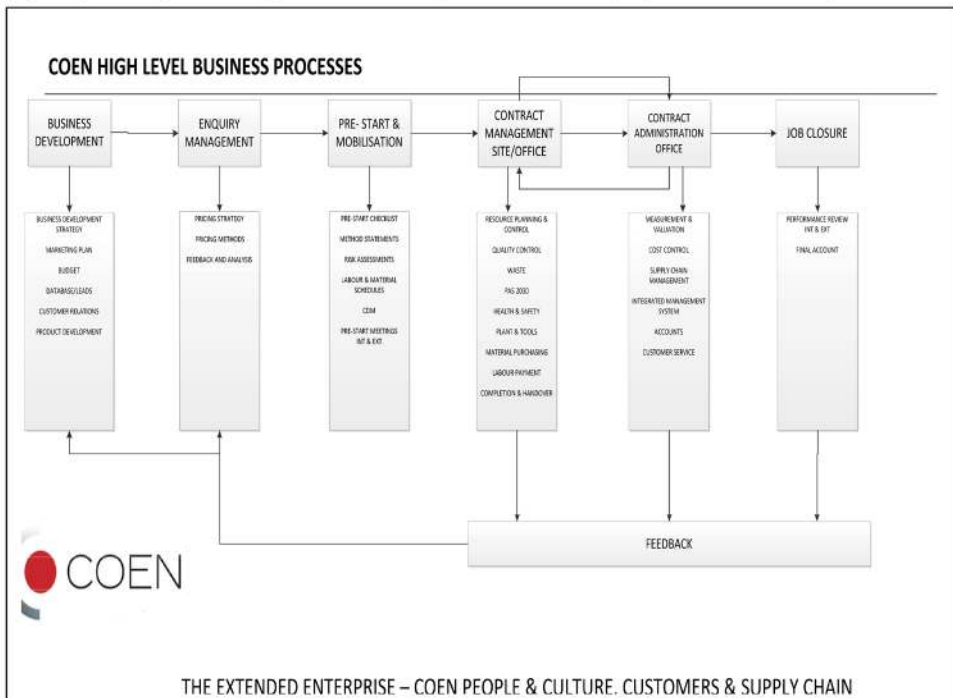 COEN HIGH LEVEL BUSINESS PROCESSES
BUSINESS
DEVELOPMENT
ENQUIRY
MANAGEMENT
PRE- START &
MOBILISATION
CONTRACT
MANAGEMENT
SITE/OFFICE
CONTRACT
ADMINISTRATION
OFFICE
JOB CLOSURE
BUSINESS DEVELOPMENT
STRATEGY
MARKETING PLAN
BUDGET
DATABASE/LEADS
CUSTOMER RELATIONS
PRODUCT DEVELOPMENT
PRICING STRATEGY
PRICING METHODS
FEEDBACK AND ANALYSIS
PRE-START CHECKLIST
METHOD STATEMENTS
RISK ASSESSMENTS
LABOUR & MATERIAL
SCHEDULES
CDM
PRE-START MEETINGS
INT & EXT
RESOURCE PLANNING &
CONTROL
QUALITY CONTROL
WASTE
PAS 2030
HEALTH & SAFETY
PLANT & TOOLS
MATERIAL PURCHASING
LABOUR PAYMENT
COMPLETION & HANDOVER
MEASUREMENT &
VALUATION
COST CONTROL
SUPPLY CHAIN
MANAGEMENT
INTEGRATED MANAGEMENT
SYSTEM
ACCOUNTS
CUSTOMER SERVICE
PERFORMANCE REVIEW
INT & EXT
FINAL ACCOUNT
FEEDBACK
COEN
THE EXTENDED ENTERPRISE – COEN PEOPLE & CULTURE. CUSTOMERS & SUPPLY CHAIN